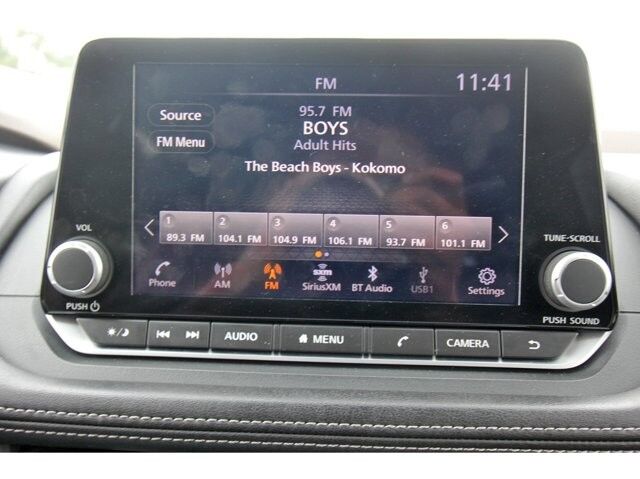 FM 11:41
Source 95.7 FM
BOYS
FM Menu Adult Hits
The Beach Boys - Kokomo
1 2 3 4 5 6
89.3 FM 104.1 FM 104.9 FM 106.1 FM 93.7 FM 101.1 FM
VOL TUNE-SCROLL
sxm
Phone AM FM SiriusXM BT Audio USB1 Settings
PUSH PUSH SOUND
AUDIO MENU CAMERA